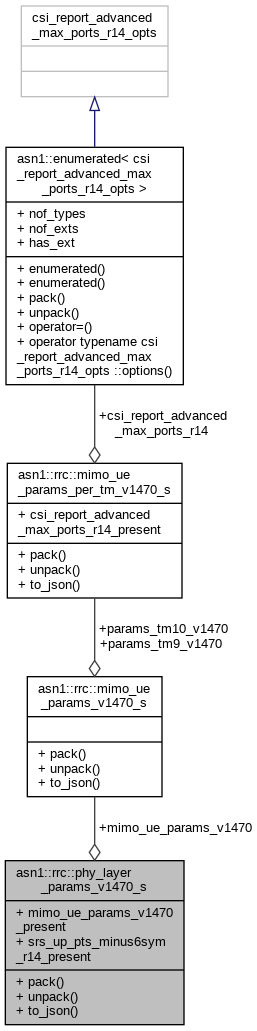 csi_report_advanced
_max_ports_r14_opts
asn1::enumerated< csi
_report_advanced_max
_ports_r14_opts >
+ nof_types
+ nof_exts
+ has_ext
+ enumerated()
+ enumerated()
+ pack()
+ unpack()
+ operator=()
+ operator typename csi
_report_advanced_max
_ports_r14_opts ::options()
+csi_report_advanced
_max_ports_r14
asn1::rrc::mimo_ue
_params_per_tm_v1470_s
+ csi_report_advanced
_max_ports_r14_present
+ pack()
+ unpack()
+ to_json()
+params_tm10_v1470
+params_tm9_v1470
asn1::rrc::mimo_ue
_params_v1470_s
+ pack()
+ unpack()
+ to_json()
+mimo_ue_params_v1470
asn1::rrc::phy_layer
_params_v1470_s
+ mimo_ue_params_v1470
_present
+ srs_up_pts_minus6sym
_r14_present
+ pack()
+ unpack()
+ to_json()